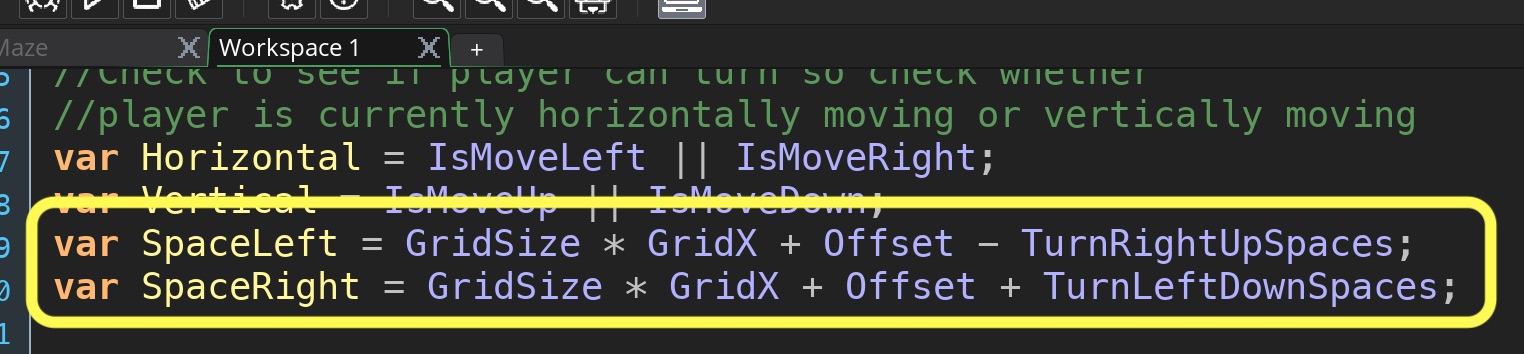 Maze
Workspace 1
+
//Check to see if player can turn so check whether
6 //player is currently horizontally moving or vertically moving
7 var Horizontal = IsMoveLeft || IsMoveRight;
8 var Vertical = IsMoveUp || IsMoveDown;
9 var SpaceLeft = GridSize * GridX + Offset - TurnRightUpSpaces;
0 var SpaceRight = GridSize * GridX + Offset + TurnLeftDownSpaces;
1